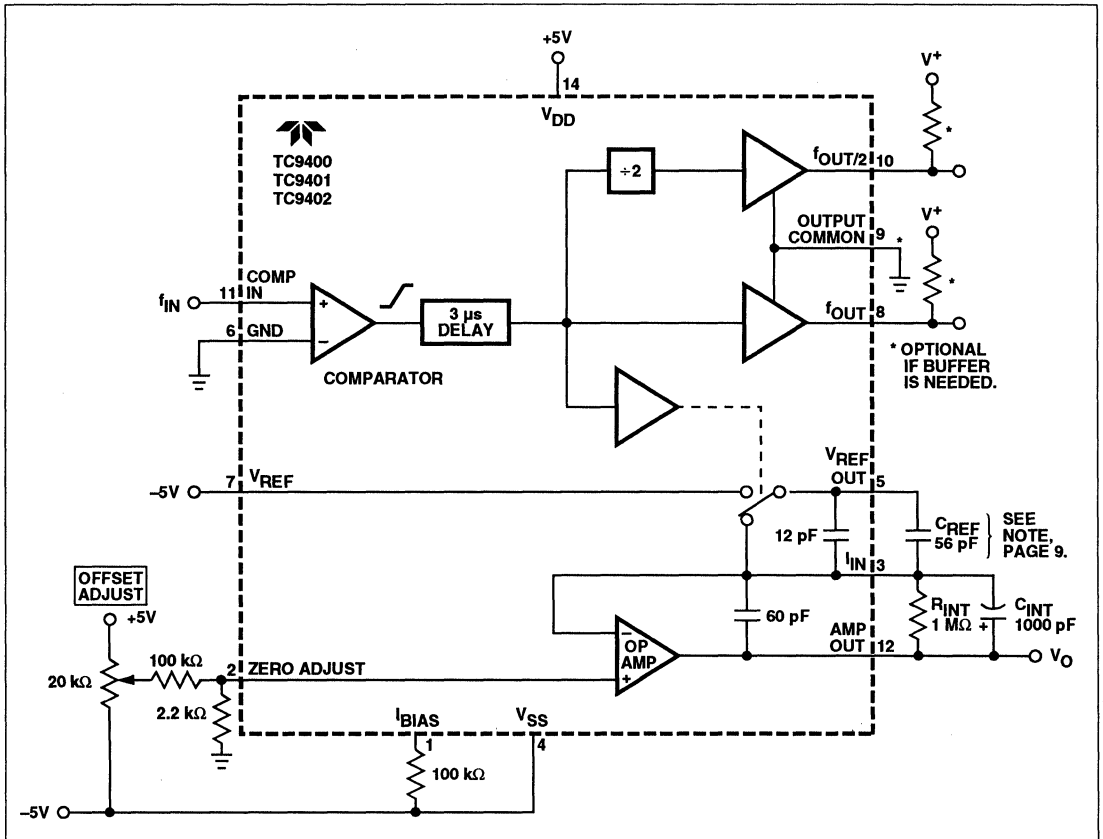 +5V
14
V+
VDD
*
TC9400
TC9401
TC9402
÷2
fOUT/2 10
OUTPUT
COMMON 9
*
V+
*
fIN
11
COMP
IN
+
3 µs
DELAY
fOUT 8
6 GND
–
COMPARATOR
* OPTIONAL
IF BUFFER
IS NEEDED.
VREF
OUT 5
–5V
7 VREF
12 pF
CREF
56 pF
SEE
NOTE,
PAGE 9.
IIN 3
OFFSET
ADJUST
+5V
60 pF
RINT
1 MΩ
+
CINT
1000 pF
–
OP
AMP
+
AMP
OUT 12
VO
100 kΩ
2 ZERO ADJUST
20 kΩ
2.2 kΩ
IBIAS
1
VSS
4
100 kΩ
–5V